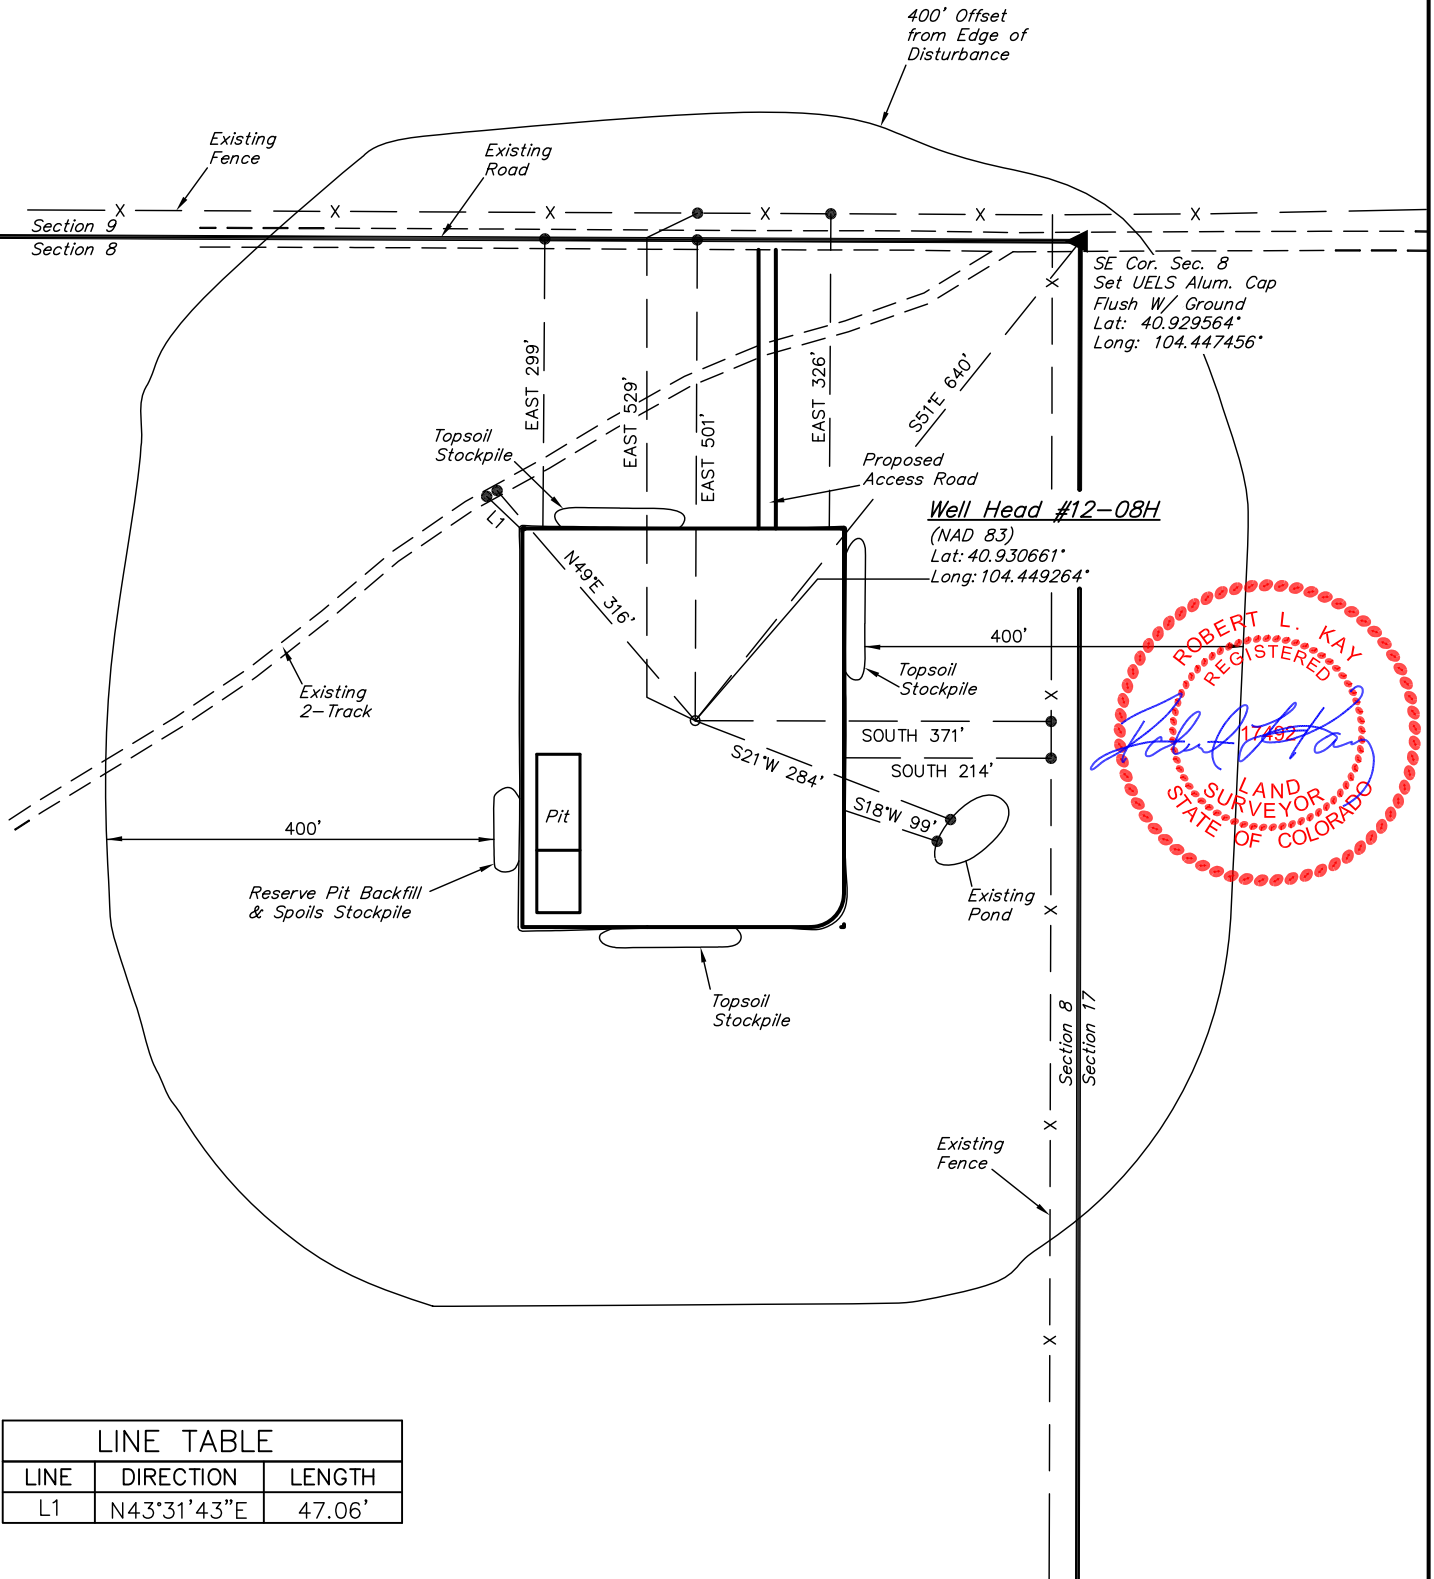 400' Offset
from Edge of
Disturbance
Existing
Fence
Existing
Road
Section 9
Section 8
X X X X X X
SE Cor. Sec. 8
Set UELS Alum. Cap
Flush W/ Ground
Lat: 40.929564°
Long: 104.447456°
X
EAST 299'
EAST 529'
EAST 501'
EAST 326'
S51°E 640'
Topsoil
Stockpile
Proposed
Access Road
L1
Well Head #12-08H
(NAD 83)
Lat: 40.930661°
Long: 104.449264°
N49°E 316'
400'
ROBERT L. KAY
REGISTERED
17492
LAND
SURVEYOR
STATE OF COLORADO
Topsoil
Stockpile
Existing
2-Track
X
SOUTH 371'
S21°W 284'
SOUTH 214'
S18°W 99'
Pit
400'
Reserve Pit Backfill
& Spoils Stockpile
Existing
Pond
X
Topsoil
Stockpile
Section 8
Section 17
X
Existing
Fence
X
LINE TABLE
LINE DIRECTION LENGTH
L1 N43°31'43"E 47.06'